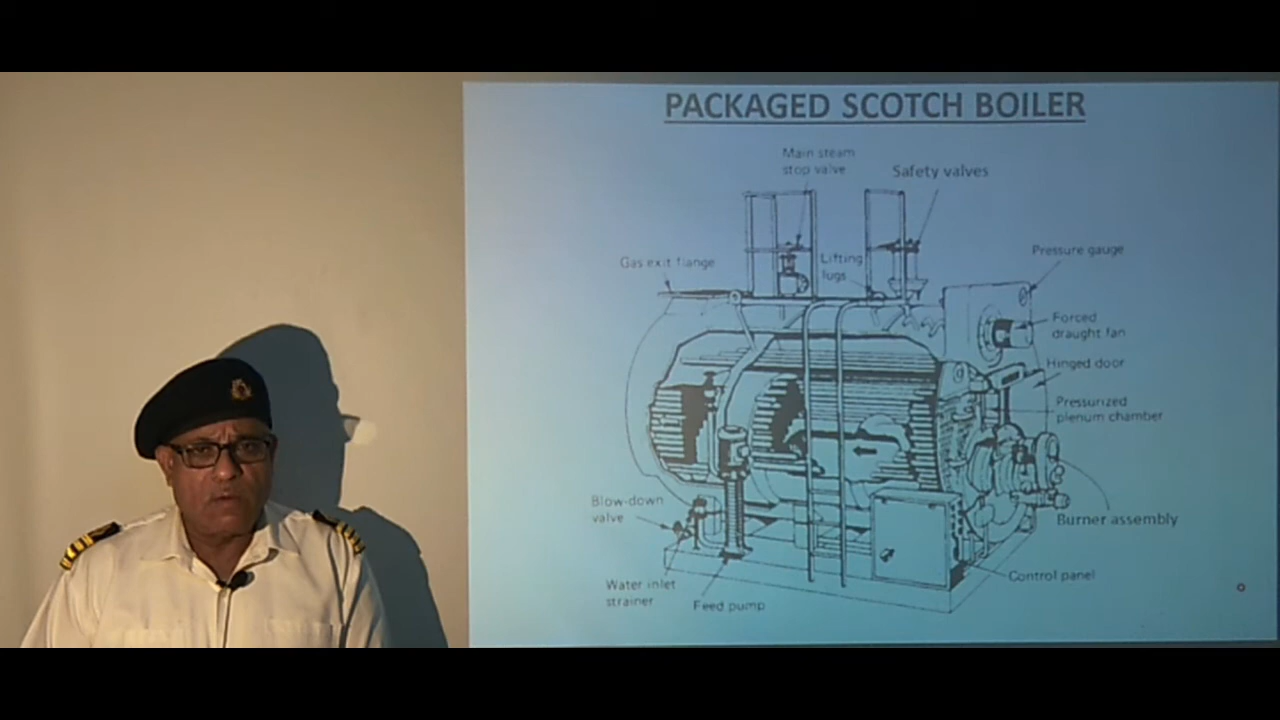 PACKAGED SCOTCH BOILER
Main steam
stop valve
Safety valves
Gas exit flange
Lifting
lugs
Pressure gauge
Forced
draught fan
Hinged door
Pressurized
plenum chamber
Blow-down
valve
Burner assembly
Water inlet
strainer
Feed pump
Control panel